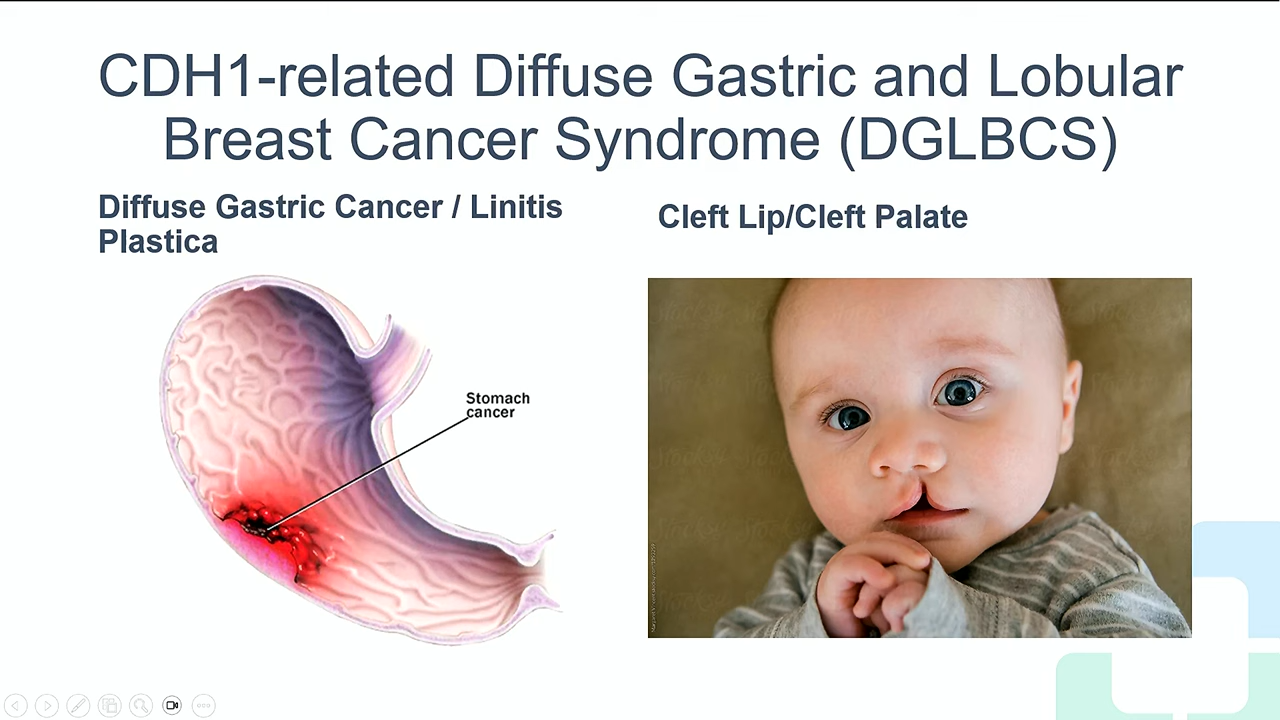 CDH1-related Diffuse Gastric and Lobular
Breast Cancer Syndrome (DGLBCS)
Diffuse Gastric Cancer / Linitis
Plastica
Cleft Lip/Cleft Palate
Stomach
cancer